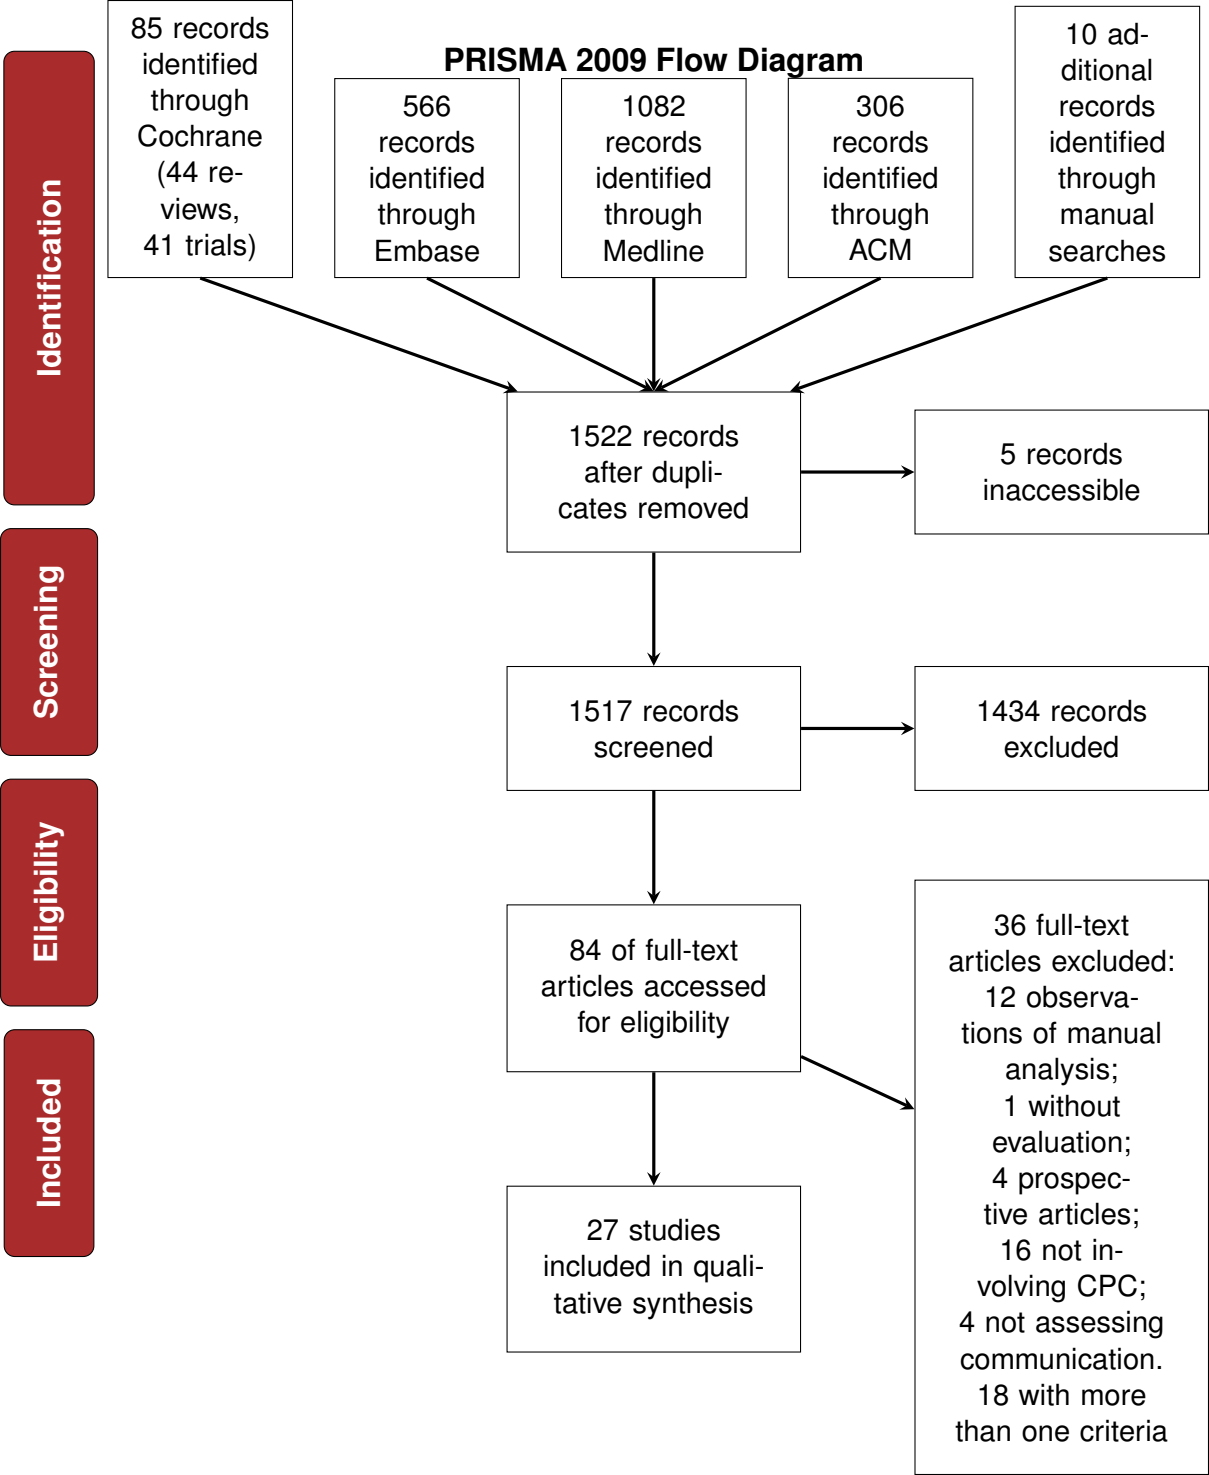 PRISMA 2009 Flow Diagram
Identification
85 records
identified
through
Cochrane
(44 re-
views,
41 trials)
566
records
identified
through
Embase
1082
records
identified
through
Medline
306
records
identified
through
ACM
10 ad-
ditional
records
identified
through
manual
searches
1522 records
after dupli-
cates removed
5 records
inaccessible
Screening
1517 records
screened
1434 records
excluded
Eligibility
84 of full-text
articles accessed
for eligibility
36 full-text
articles excluded:
12 observa-
tions of manual
analysis;
1 without
evaluation;
4 prospec-
tive articles;
16 not in-
volving CPC;
4 not assessing
communication.
18 with more
than one criteria
Included
27 studies
included in quali-
tative synthesis